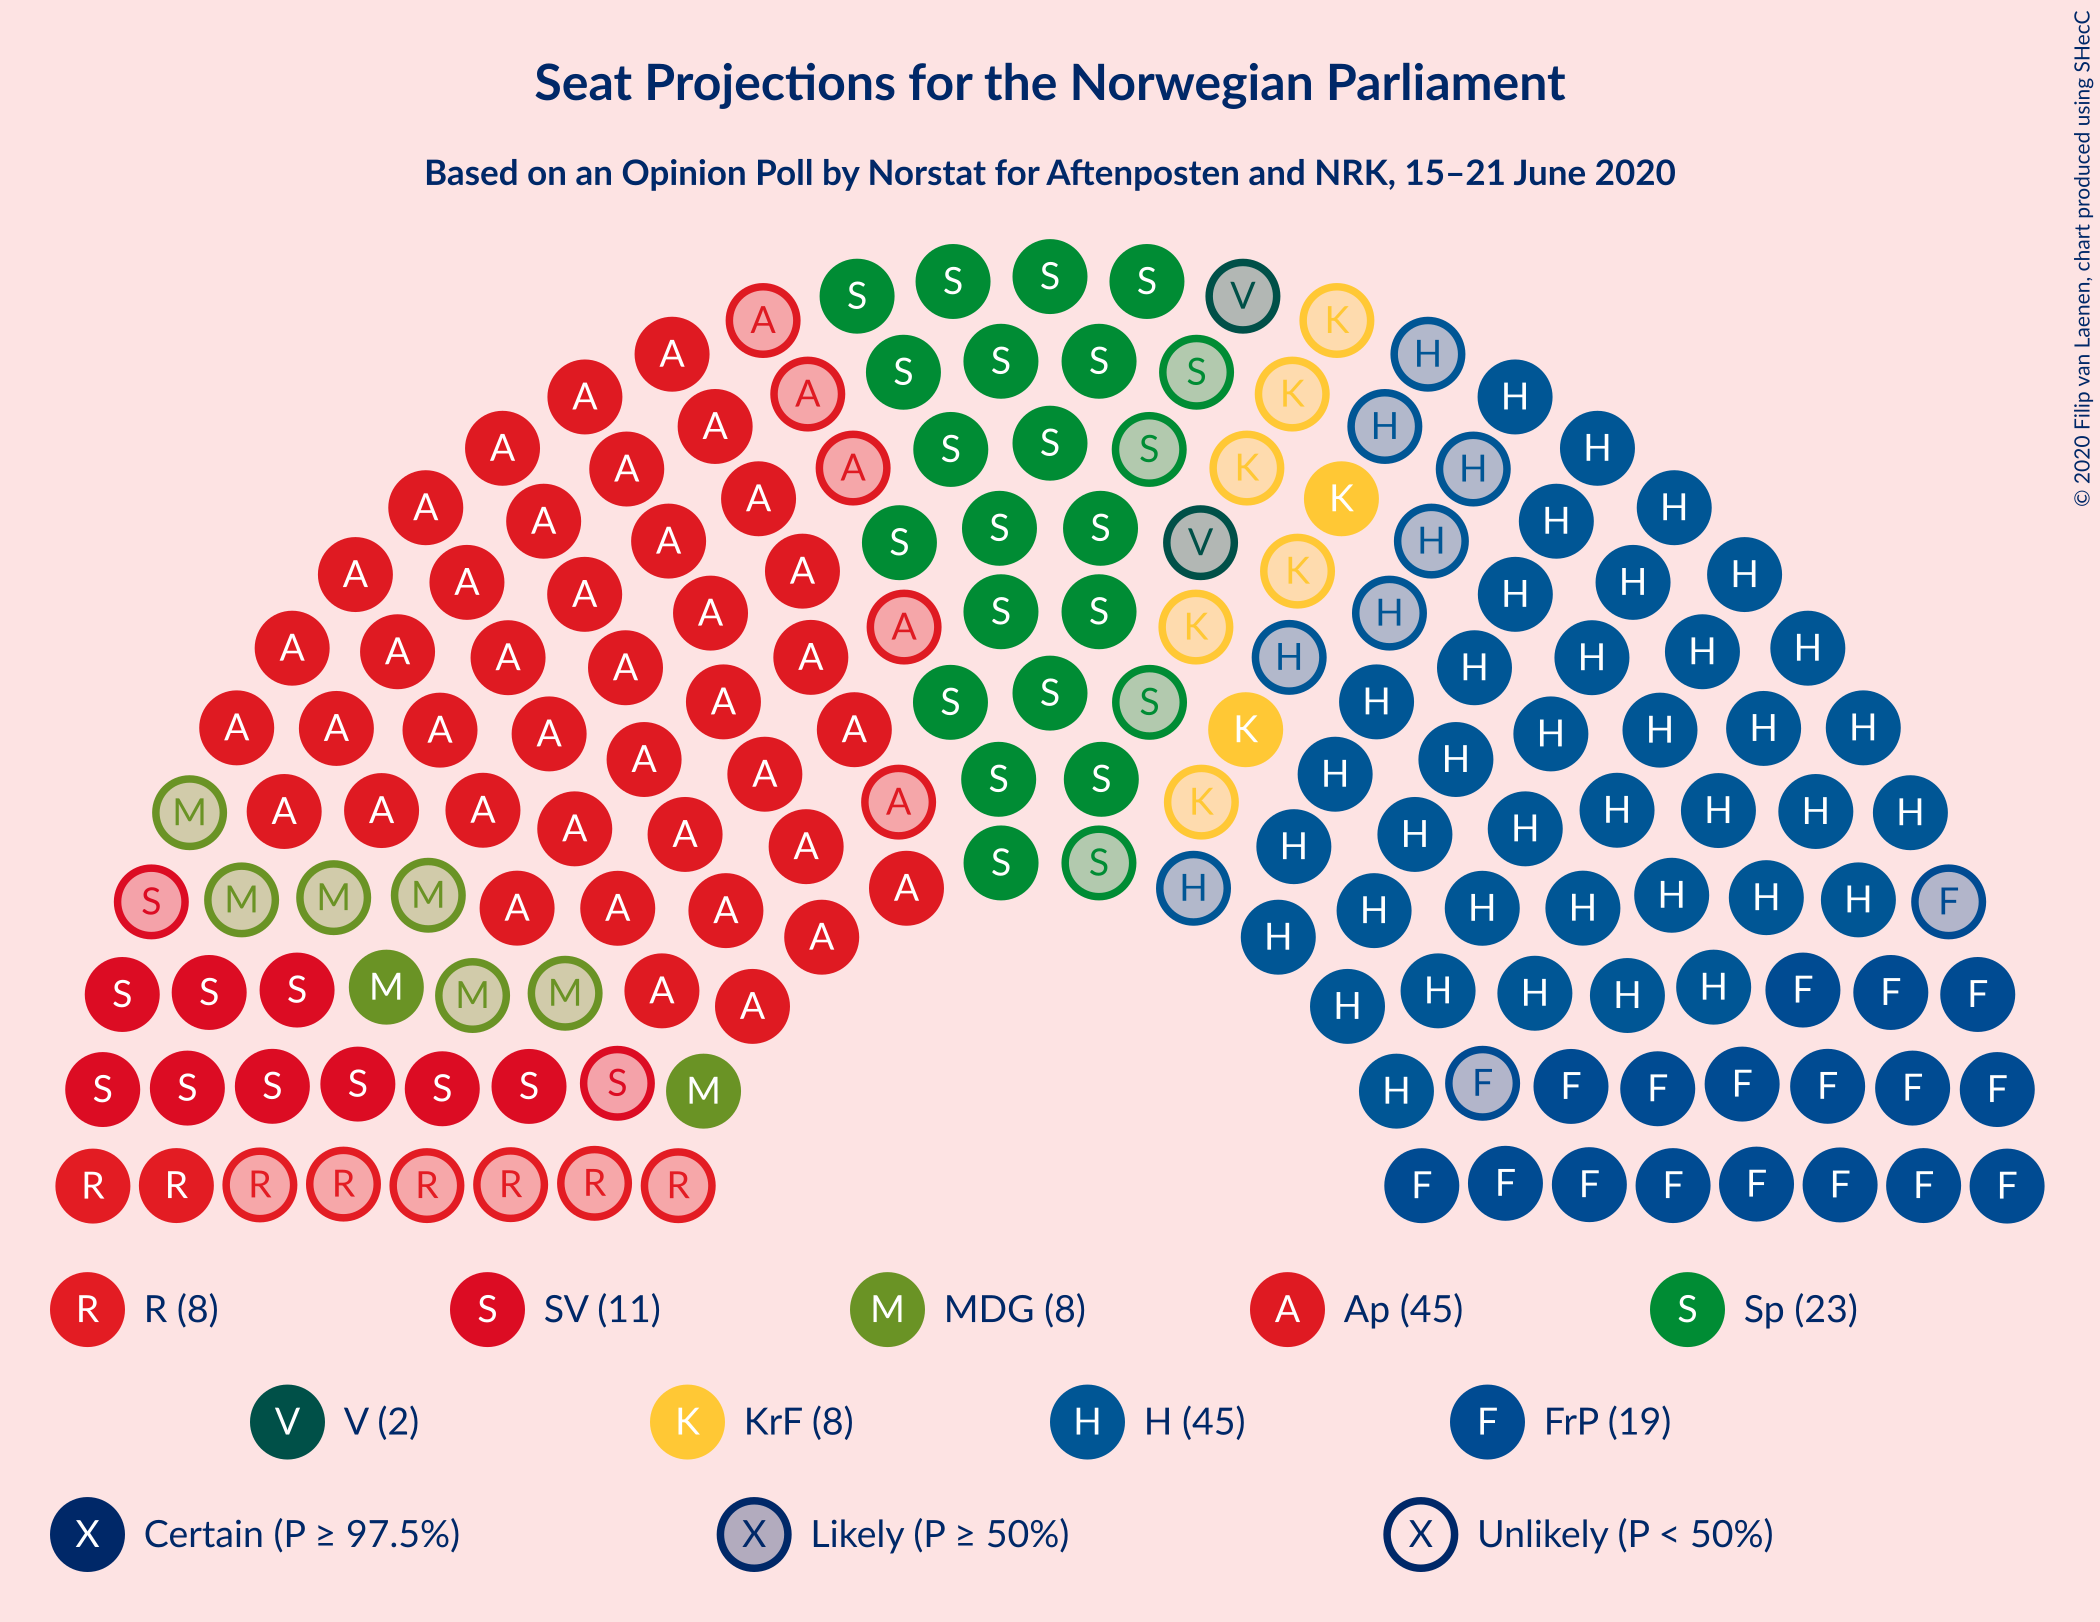 Seat Projections for the Norwegian Parliament
Based on an Opinion Poll by Norstat for Aftenposten and NRK, 15–21 June 2020
© 2020 Filip van Laenen, chart produced using SHecC
S S S S V K
A A S S S S K H
A A A S S S K K H H
A A A A S S S V K H H H
A A A A A S S K H H H H
A A A A A S S S K H H H H
A A A A A A S S K H H H H H
M A A A A A A S S H H H H H H H
S M M M A A A A A H H H H H H H H F
S S S M M M A A H H H H H F F F
S S S S S S S M H F F F F F F F
R R R R R R R R F F F F F F F F
R R (8) S SV (11) M MDG (8) A Ap (45) S Sp (23)
V V (2) K KrF (8) H H (45) F FrP (19)
X Certain (P ≥ 97.5%) X Likely (P ≥ 50%) X Unlikely (P < 50%)